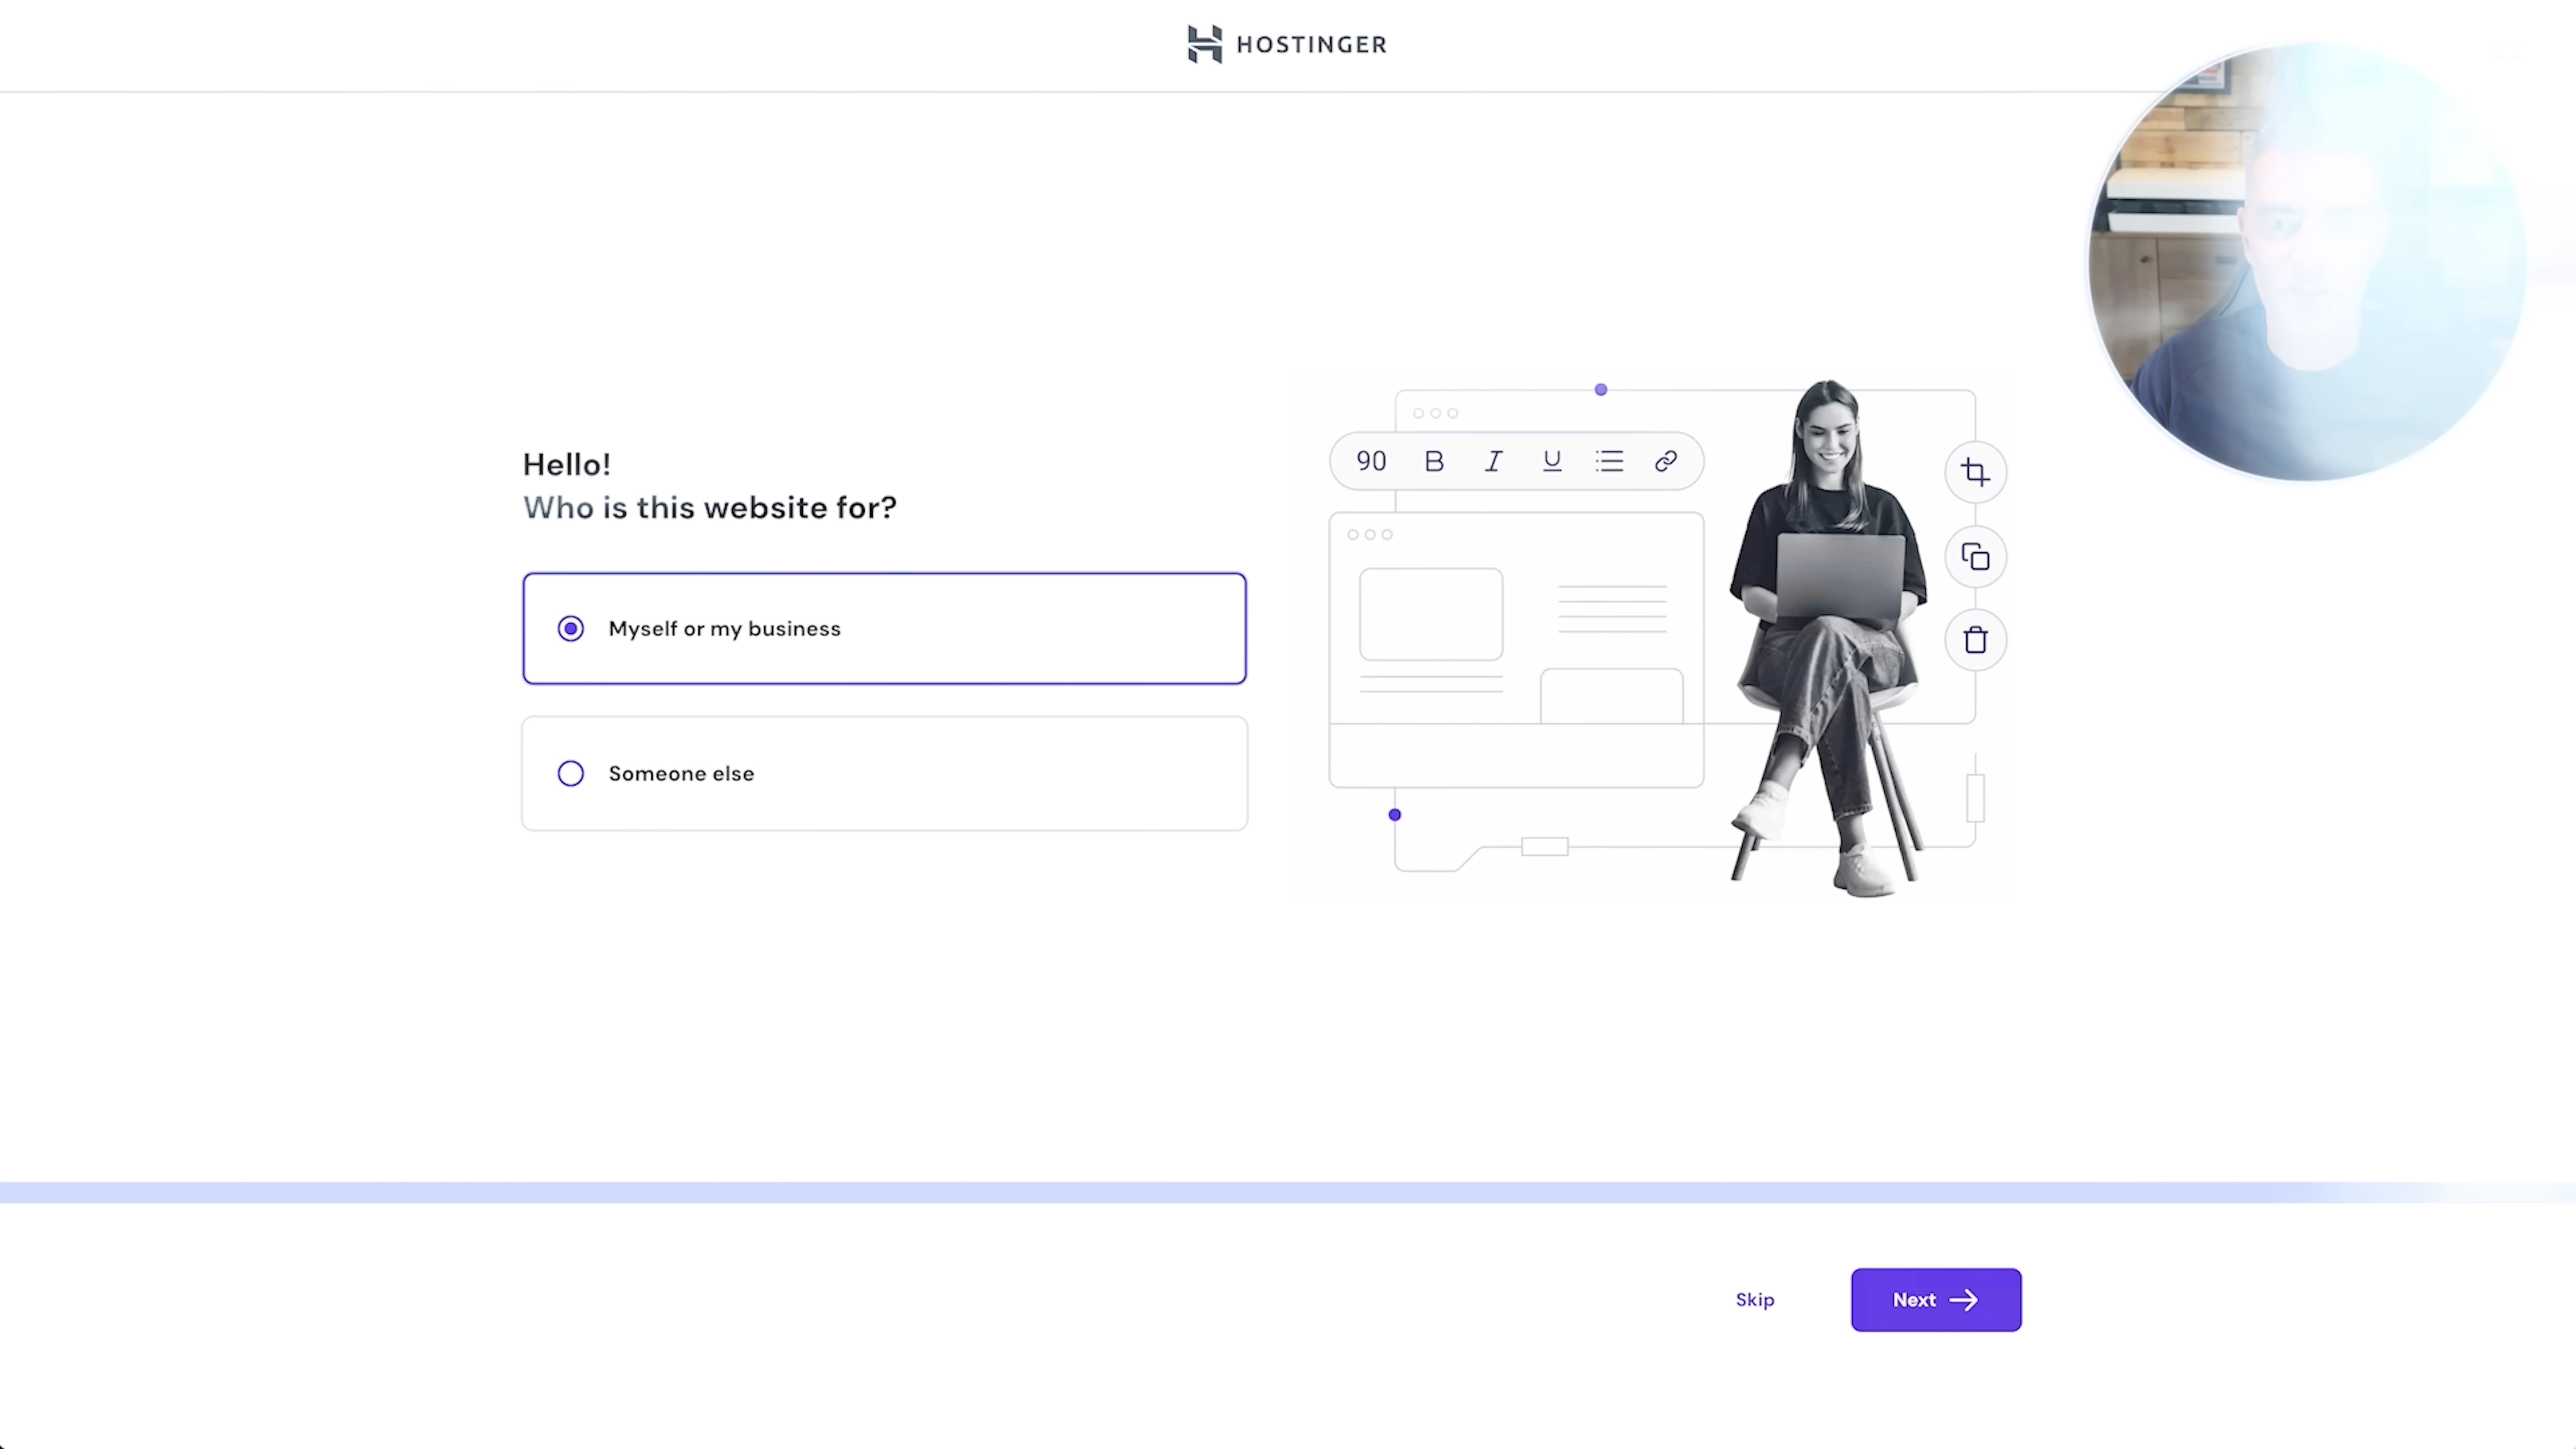 HOSTINGER
Hello!
Who is this website for?
Myself or my business
Someone else
90 B I U
Skip
Next